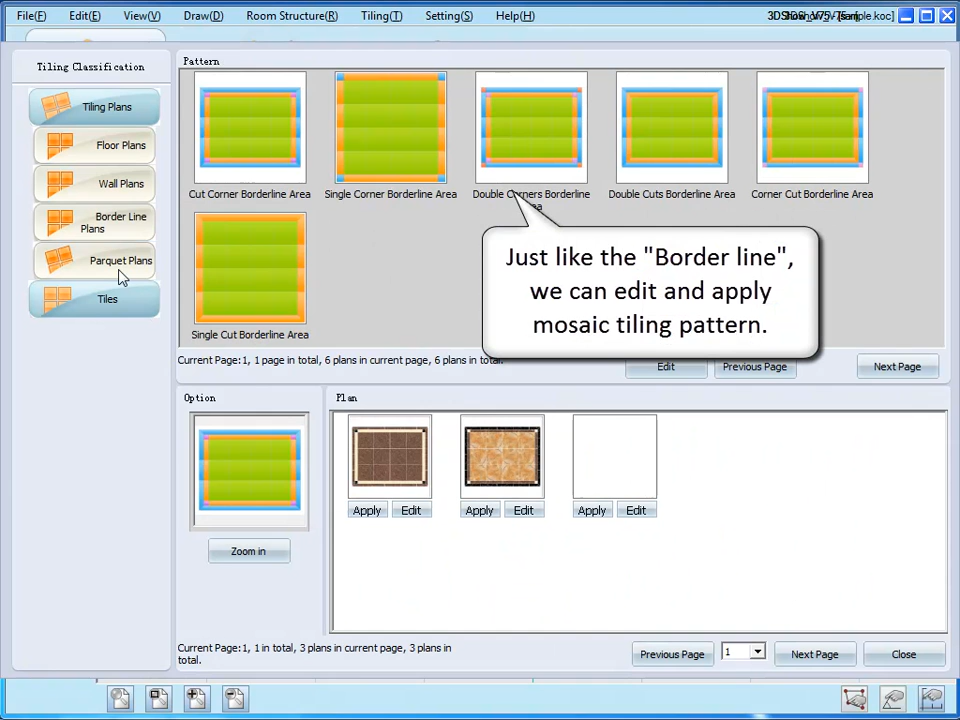 File(F) Edit(E) View(V) Draw(D) Room Structure(R) Tiling(T) Setting(S) Help(H)
Tiling Classification
Tiling Plans
Floor Plans
Wall Plans
Border Line
Plans
Parquet Plans
Tiles
Pattern
Cut Corner Borderline Area Single Corner Borderline Area Double Corners Borderline Double Cuts Borderline Area Corner Cut Borderline Area
Single Cut Borderline Area
Just like the "Border line",
we can edit and apply
mosaic tiling pattern.
Current Page:1, 1 page in total, 6 plans in current page, 6 plans in total.
Edit Previous Page Next Page
Option
Zoom in
Plan
Apply Edit Apply Edit Apply Edit
Current Page:1, 1 in total, 3 plans in current page, 3 plans in
total.
Previous Page 1 Next Page Close